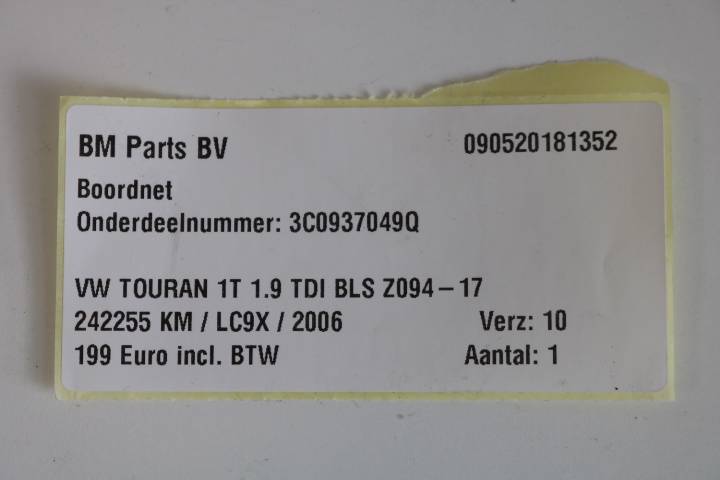 BM Parts BV 090520181352
Boordnet
Onderdeelnummer: 3C0937049Q
VW TOURAN 1T 1.9 TDI BLS Z094-17
242255 KM / LC9X / 2006 Verz: 10
199 Euro incl. BTW Aantal: 1